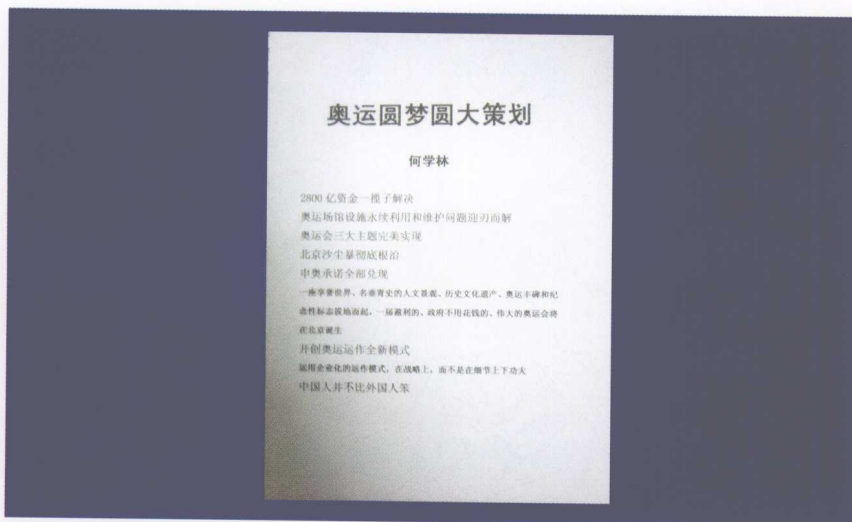 奥运圆梦圆大策划
何学林
2800亿资金一揽子解决
奥运场馆设施永续利用和维护问题迎刃而解
奥运会三大主题完美实现
北京沙尘暴彻底根治
申奥承诺全部兑现
一座享誉世界、名垂青史的人文景观、历史文化遗产、奥运丰碑和纪
念性标志拔地而起,一届盈利的、政府不用花钱的、伟大的奥运会将
在北京诞生
开创奥运运作全新模式
运用企业化的运作模式,在战略上,而不是在细节上下功夫
中国人并不比外国人笨